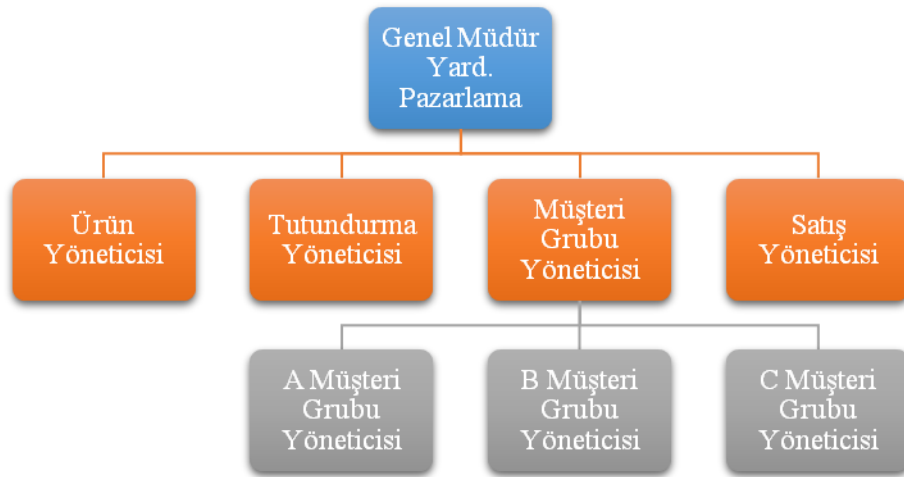 Genel Müdür
Yard.
Pazarlama
Ürün
Yöneticisi
Tutundurma
Yöneticisi
Müşteri
Grubu
Yöneticisi
Satış
Yöneticisi
A Müşteri
Grubu
Yöneticisi
B Müşteri
Grubu
Yöneticisi
C Müşteri
Grubu
Yöneticisi